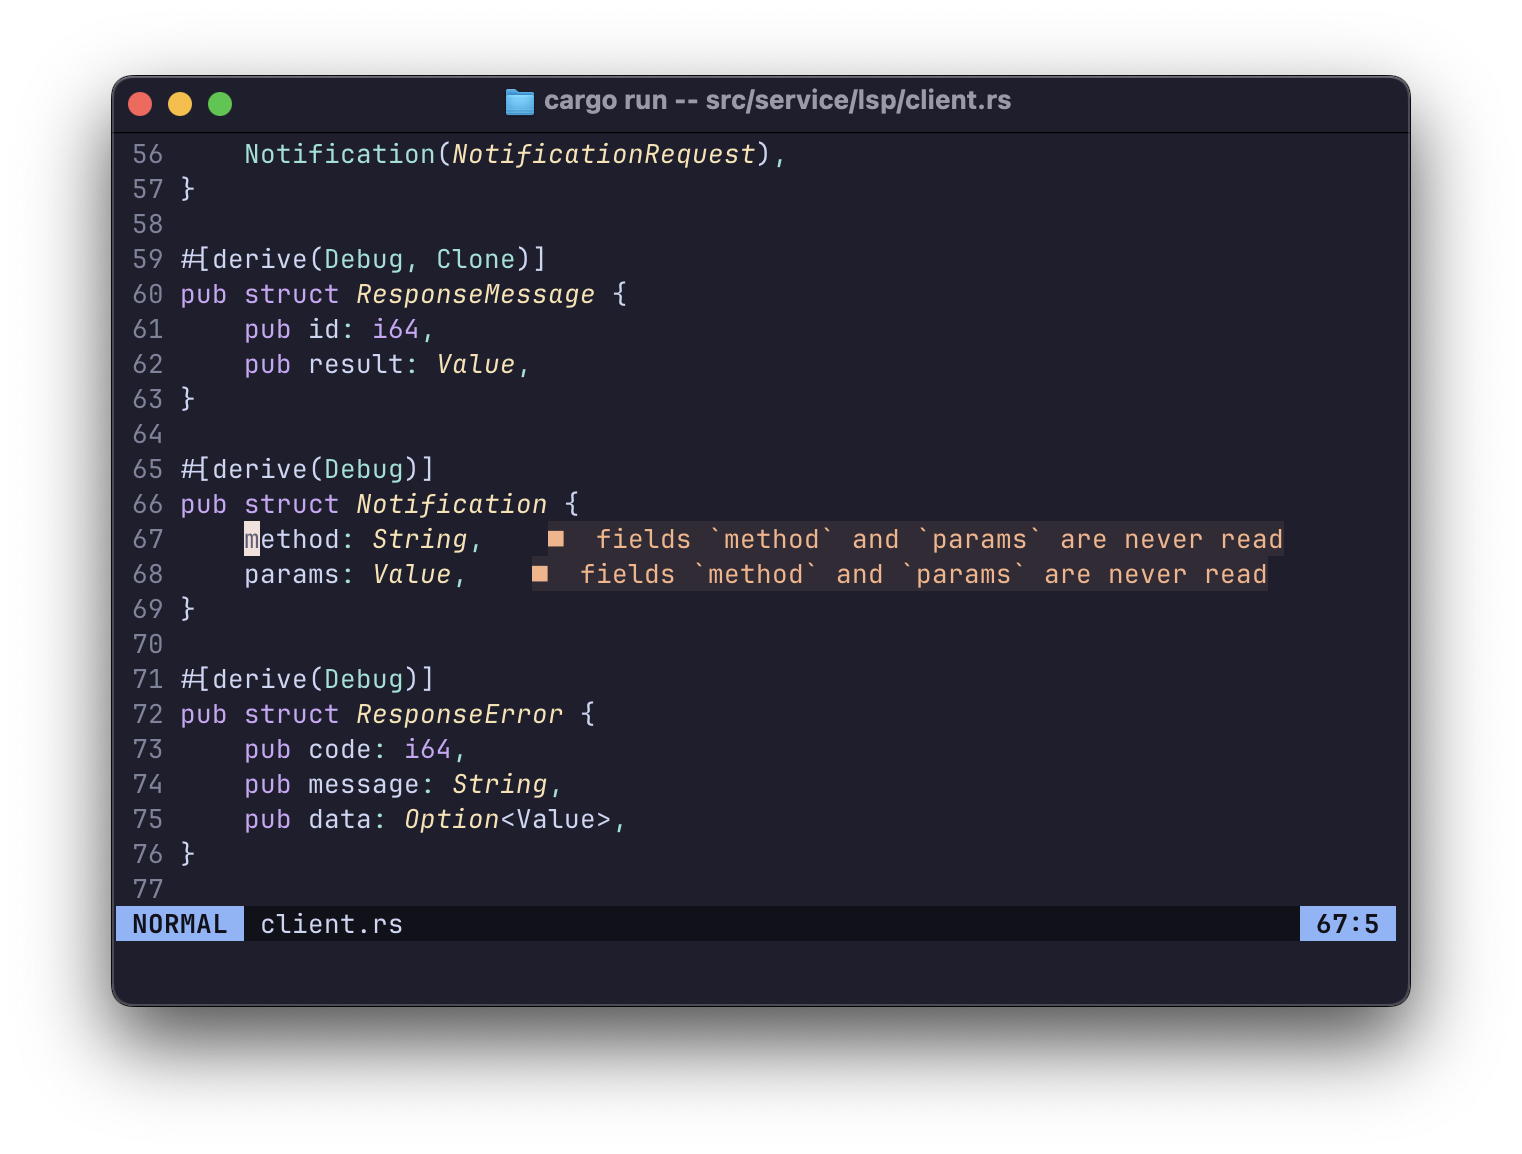 cargo run -- src/service/lsp/client.rs
56     Notification(NotificationRequest),
57 }
58
59 #[derive(Debug, Clone)]
60 pub struct ResponseMessage {
61     pub id: i64,
62     pub result: Value,
63 }
64
65 #[derive(Debug)]
66 pub struct Notification {
67     method: String,    ■  fields `method` and `params` are never read
68     params: Value,    ■  fields `method` and `params` are never read
69 }
70
71 #[derive(Debug)]
72 pub struct ResponseError {
73     pub code: i64,
74     pub message: String,
75     pub data: Option<Value>,
76 }
77
NORMAL client.rs 67:5